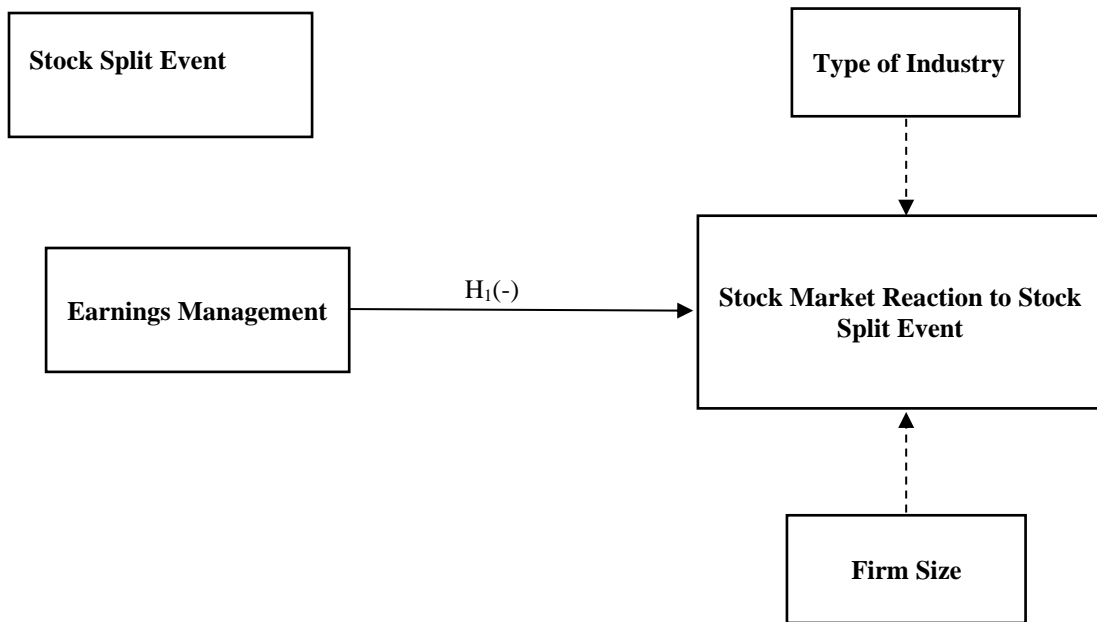 Stock Split Event
Type of Industry
H₁(-)
Earnings Management
Stock Market Reaction to Stock
Split Event
Firm Size